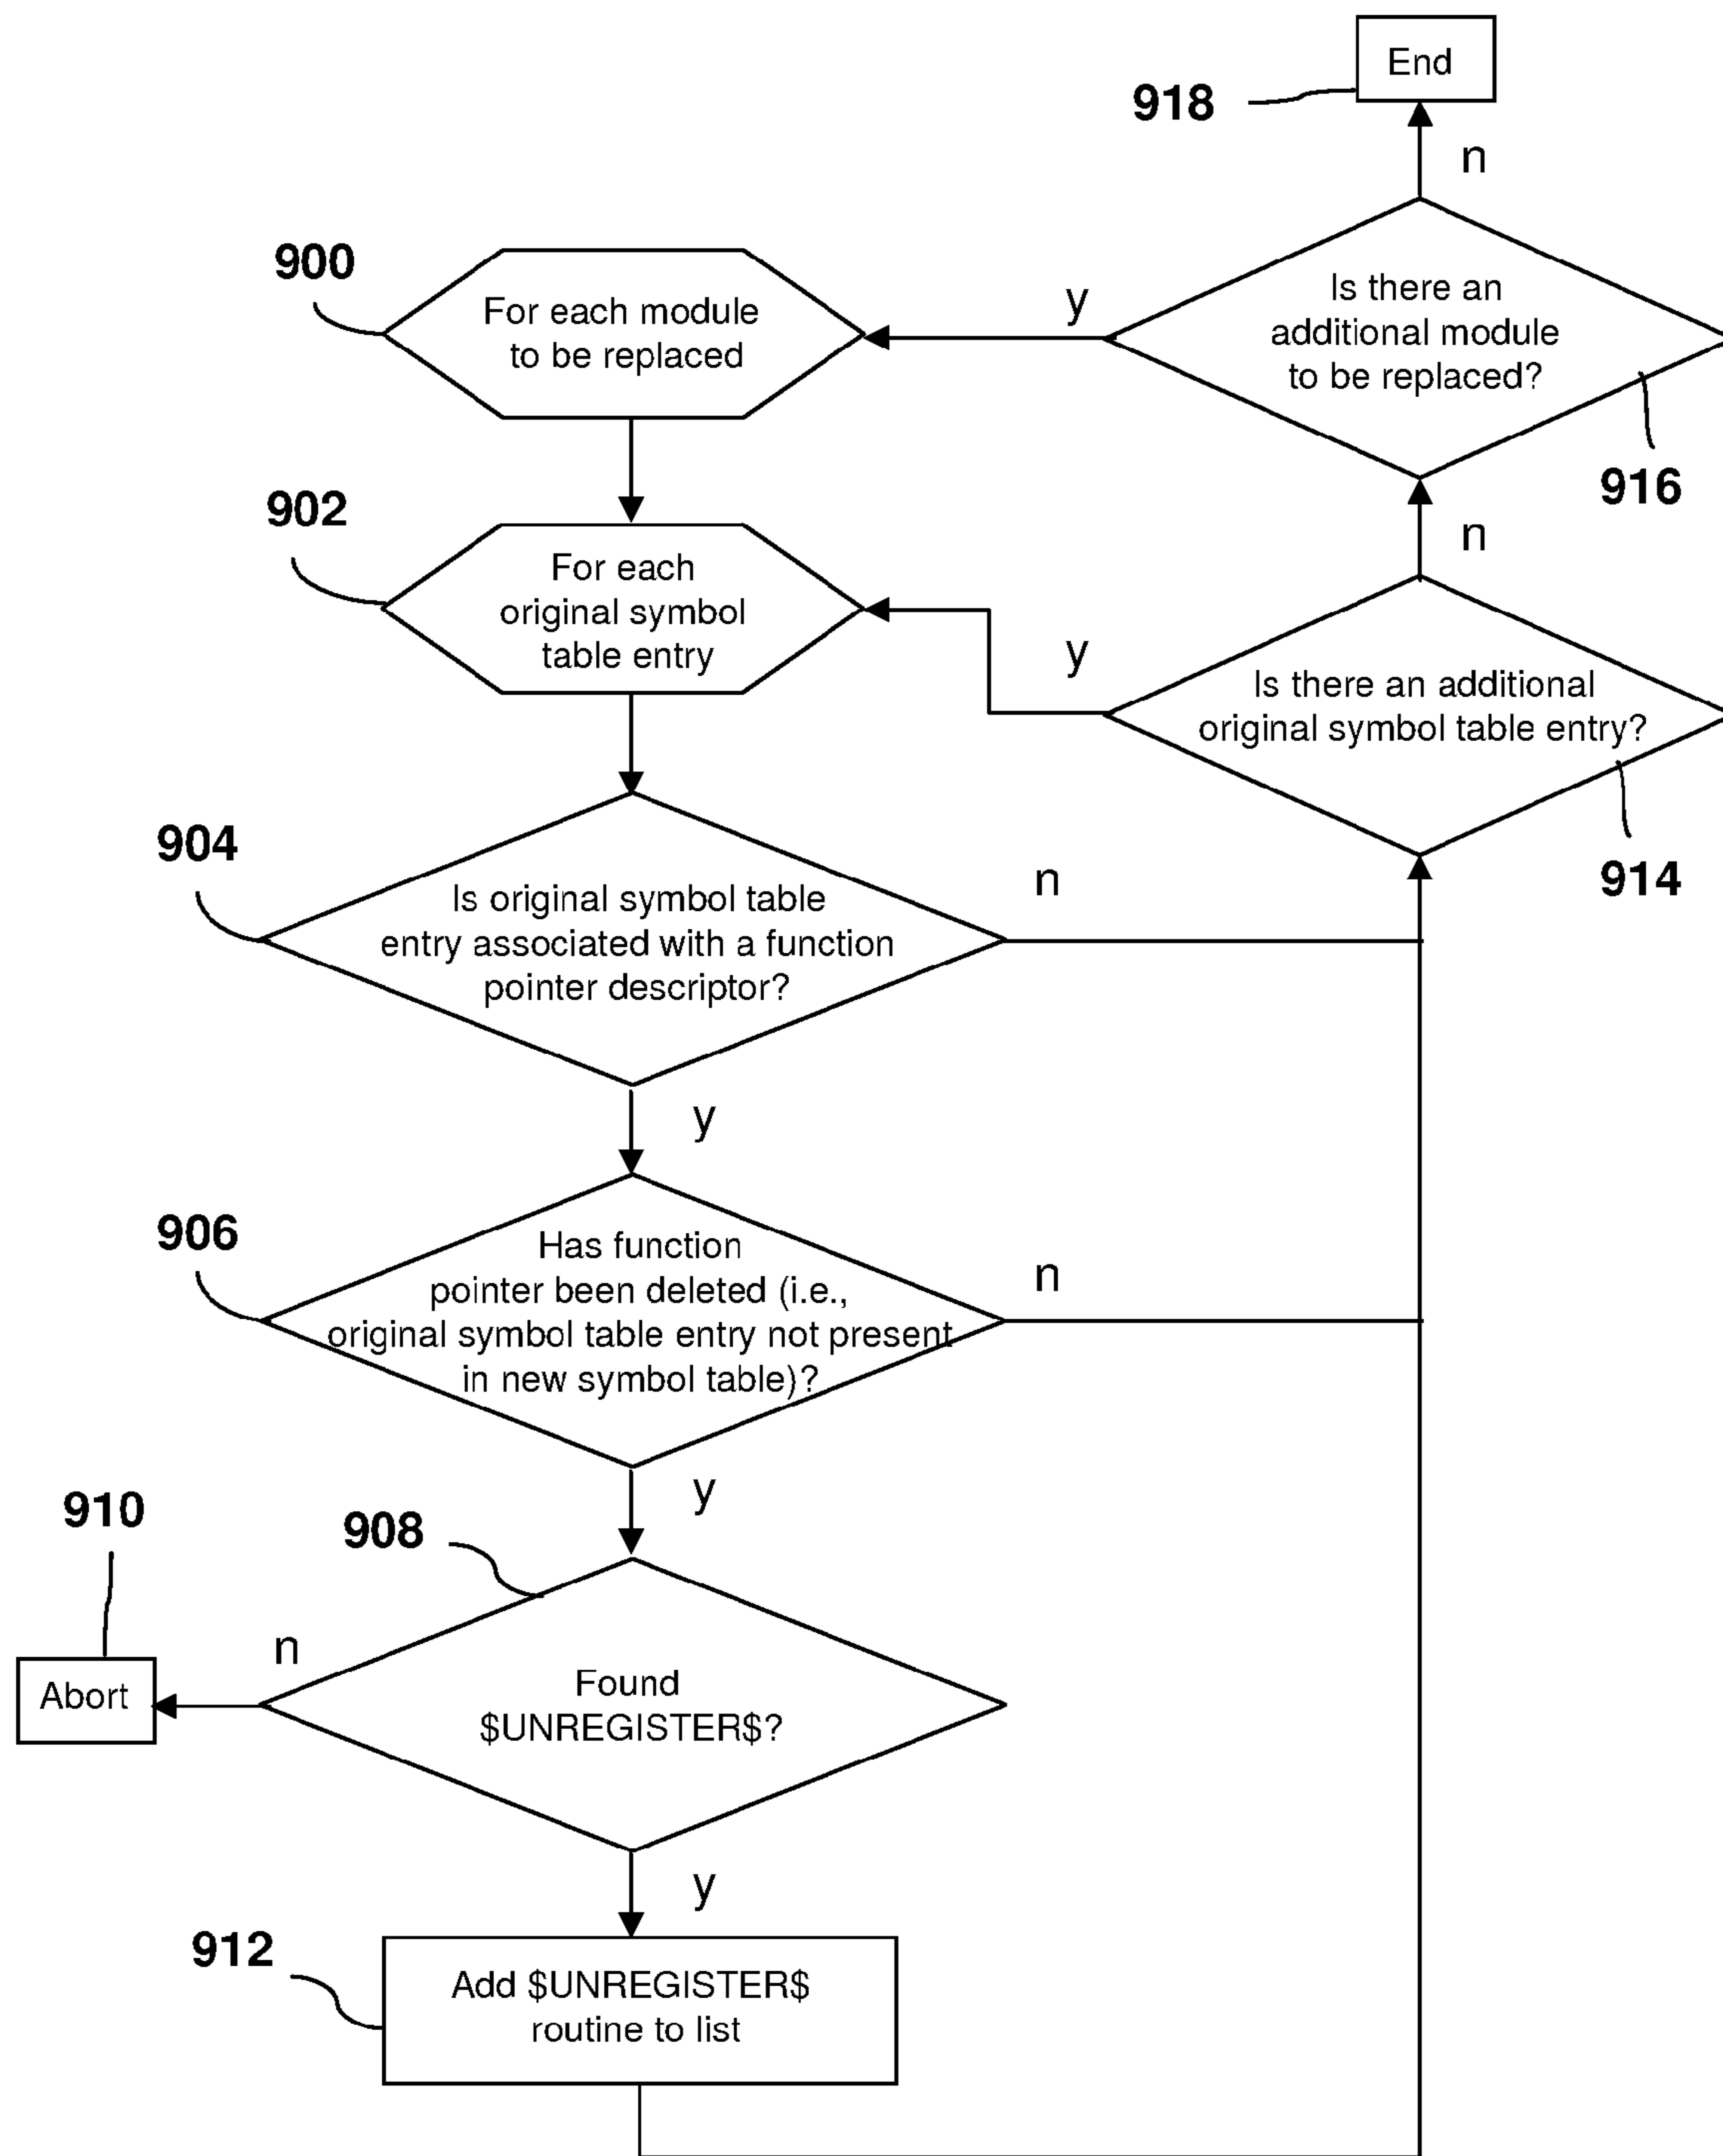 End
918
n
900
For each module
to be replaced
y
Is there an
additional module
to be replaced?
916
902
For each
original symbol
table entry
n
y
Is there an additional
original symbol table entry?
914
904
Is original symbol table
entry associated with a function
pointer descriptor?
n
y
906
Has function
pointer been deleted (i.e.,
original symbol table entry not present
in new symbol table)?
n
y
910
908
n
Abort
Found
$UNREGISTER$?
y
912
Add $UNREGISTER$
routine to list